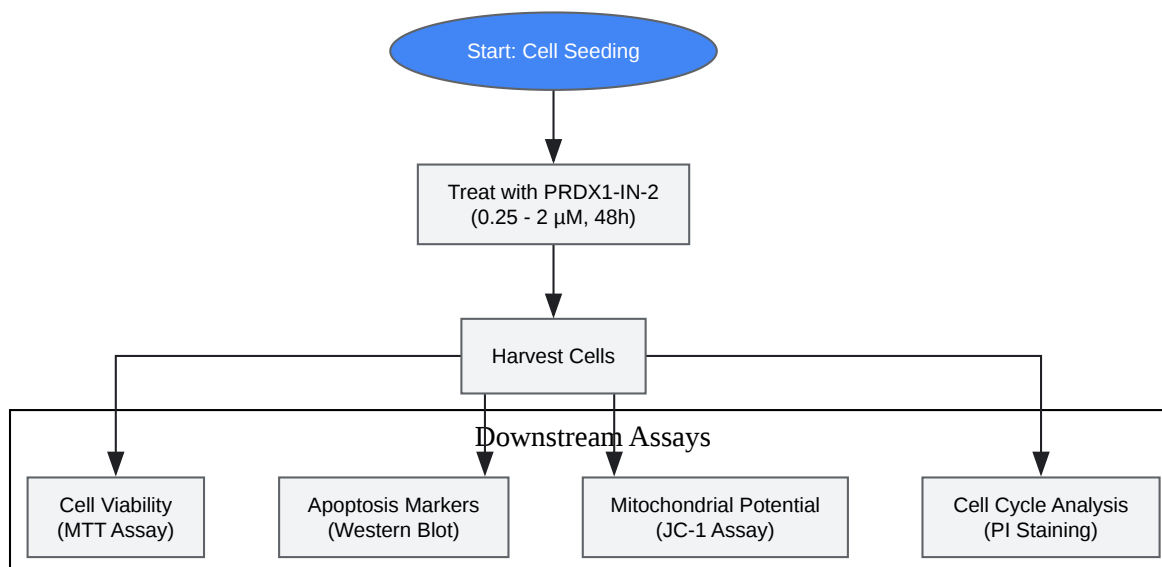 Start: Cell Seeding
Treat with PRDX1-IN-2
(0.25 - 2 µM, 48h)
Harvest Cells
Downstream Assays
Cell Viability
(MTT Assay)
Apoptosis Markers
(Western Blot)
Mitochondrial Potential
(JC-1 Assay)
Cell Cycle Analysis
(PI Staining)